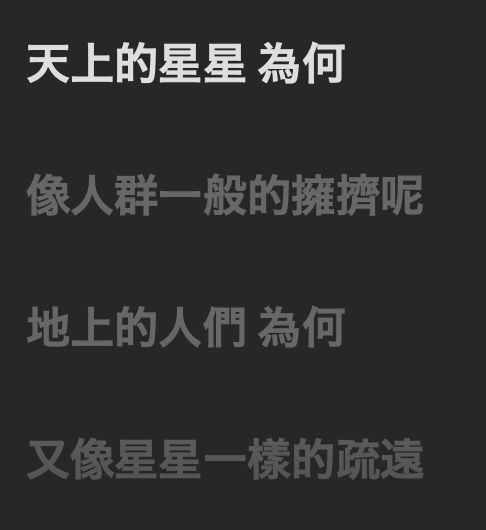 天上的星星 為何
像人群一般的擁擠呢
地上的人們 為何
又像星星一樣的疏遠